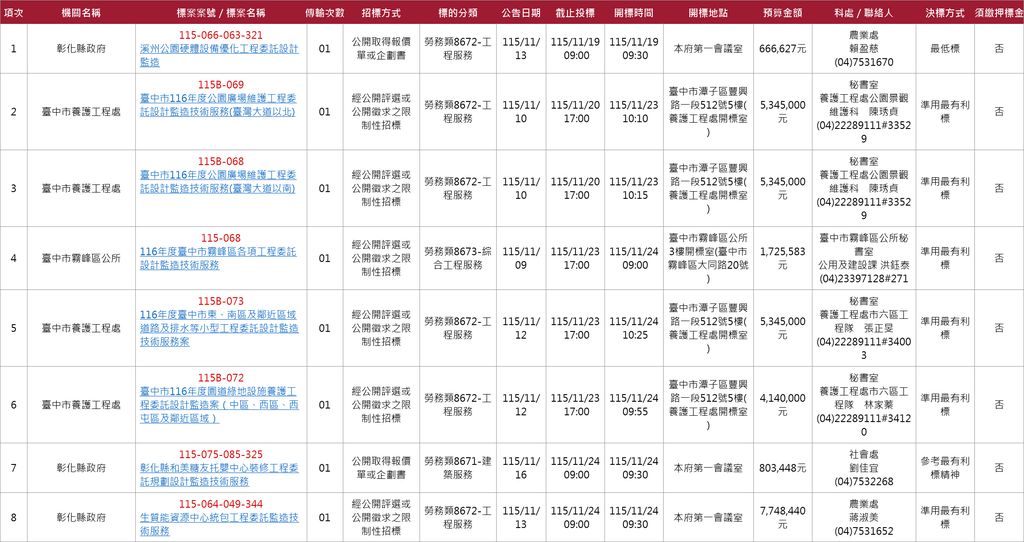 項次 機關名稱 標案案號 / 標案名稱 傳輸次數 招標方式 標的分類 公告日期 截止投標 開標時間 開標地點 預算金額 科處 / 聯絡人 決標方式 須繳押標金
1 彰化縣政府 115-066-063-321 溪州公園硬體設備優化工程委託設計監造 01 公開取得報價單或企劃書 勞務類8672-工程服務 115/11/13 115/11/19 09:00 115/11/19 09:30 本府第一會議室 666,627元 農業處 賴盈慈 (04)7531670 最低標 否
2 臺中市養護工程處 115B-069 臺中市116年度公園廣場維護工程委託設計監造技術服務(臺灣大道以北) 01 經公開評選或公開徵求之限制性招標 勞務類8672-工程服務 115/11/10 115/11/20 17:00 115/11/23 10:10 臺中市潭子區豐興路一段512號5樓(養護工程處開標室) 5,345,000元 秘書室 養護工程處公園景觀維護科 陳琇貞 (04)22289111#33529 準用最有利標 否
3 臺中市養護工程處 115B-068 臺中市116年度公園廣場維護工程委託設計監造技術服務(臺灣大道以南) 01 經公開評選或公開徵求之限制性招標 勞務類8672-工程服務 115/11/10 115/11/20 17:00 115/11/23 10:15 臺中市潭子區豐興路一段512號5樓(養護工程處開標室) 5,345,000元 秘書室 養護工程處公園景觀維護科 陳琇貞 (04)22289111#33529 準用最有利標 否
4 臺中市霧峰區公所 115-068 116年度臺中市霧峰區各項工程委託設計監造技術服務 01 經公開評選或公開徵求之限制性招標 勞務類8673-綜合工程服務 115/11/09 115/11/23 17:00 115/11/24 09:00 臺中市霧峰區公所3樓開標室(臺中市霧峰區大同路20號) 1,725,583元 臺中市霧峰區公所秘書室 公用及建設課 洪鈺泰 (04)23397128#271 準用最有利標 否
5 臺中市養護工程處 115B-073 116年度臺中市東、南區及鄰近區域道路及排水等小型工程委託設計監造技術服務案 01 經公開評選或公開徵求之限制性招標 勞務類8672-工程服務 115/11/12 115/11/23 17:00 115/11/24 10:25 臺中市潭子區豐興路一段512號5樓(養護工程處開標室) 5,345,000元 秘書室 養護工程處市六區工程隊 張正旻 (04)22289111#34003 準用最有利標 否
6 臺中市養護工程處 115B-072 臺中市116年度園道綠地設施養護工程委託設計監造案（中區、西區、西屯區及鄰近區域） 01 經公開評選或公開徵求之限制性招標 勞務類8672-工程服務 115/11/12 115/11/23 17:00 115/11/24 09:55 臺中市潭子區豐興路一段512號5樓(養護工程處開標室) 4,140,000元 秘書室 養護工程處市六區工程隊 林家蓁 (04)22289111#34120 準用最有利標 否
7 彰化縣政府 115-075-085-325 彰化縣和美糖友托嬰中心裝修工程委託規劃設計監造技術服務 01 公開取得報價單或企劃書 勞務類8671-建築服務 115/11/16 115/11/24 09:00 115/11/24 09:30 本府第一會議室 803,448元 社會處 劉佳宜 (04)7532268 參考最有利標精神 否
8 彰化縣政府 115-064-049-344 生質能資源中心統包工程委託監造技術服務 01 經公開評選或公開徵求之限制性招標 勞務類8672-工程服務 115/11/13 115/11/24 09:00 115/11/24 09:30 本府第一會議室 7,748,440元 農業處 蔣淑美 (04)7531652 準用最有利標 否